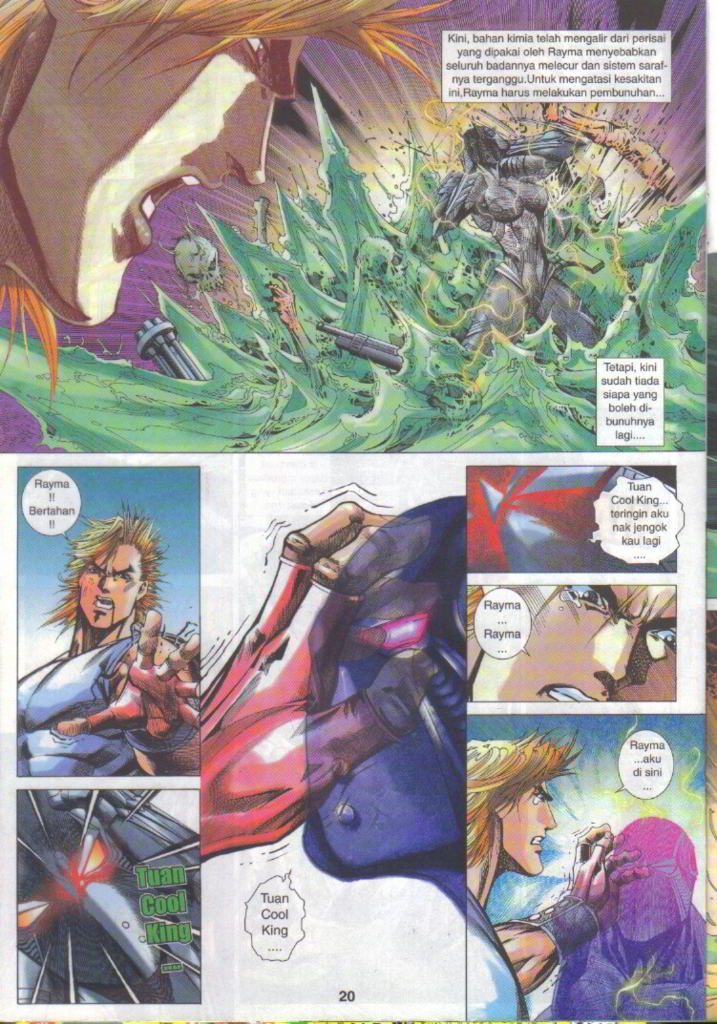 Kini, bahan kimia telah mengalir dari perisai
yang dipakai oleh Rayma menyebabkan
seluruh badannya melecur dan sistem saraf-
nya terganggu.Untuk mengatasi kesakitan
ini,Rayma harus melakukan pembunuhan...
Tetapi, kini
sudah tiada
siapa yang
boleh di-
bunuhnya
lagi....
Rayma
!!
Bertahan
!!
Tuan
Cool
King
....
Tuan
Cool
King
....
Tuan
Cool King...
teringin aku
nak jengok
kau lagi
....
Rayma
...
Rayma
...
Rayma
...aku
di sini
...
20